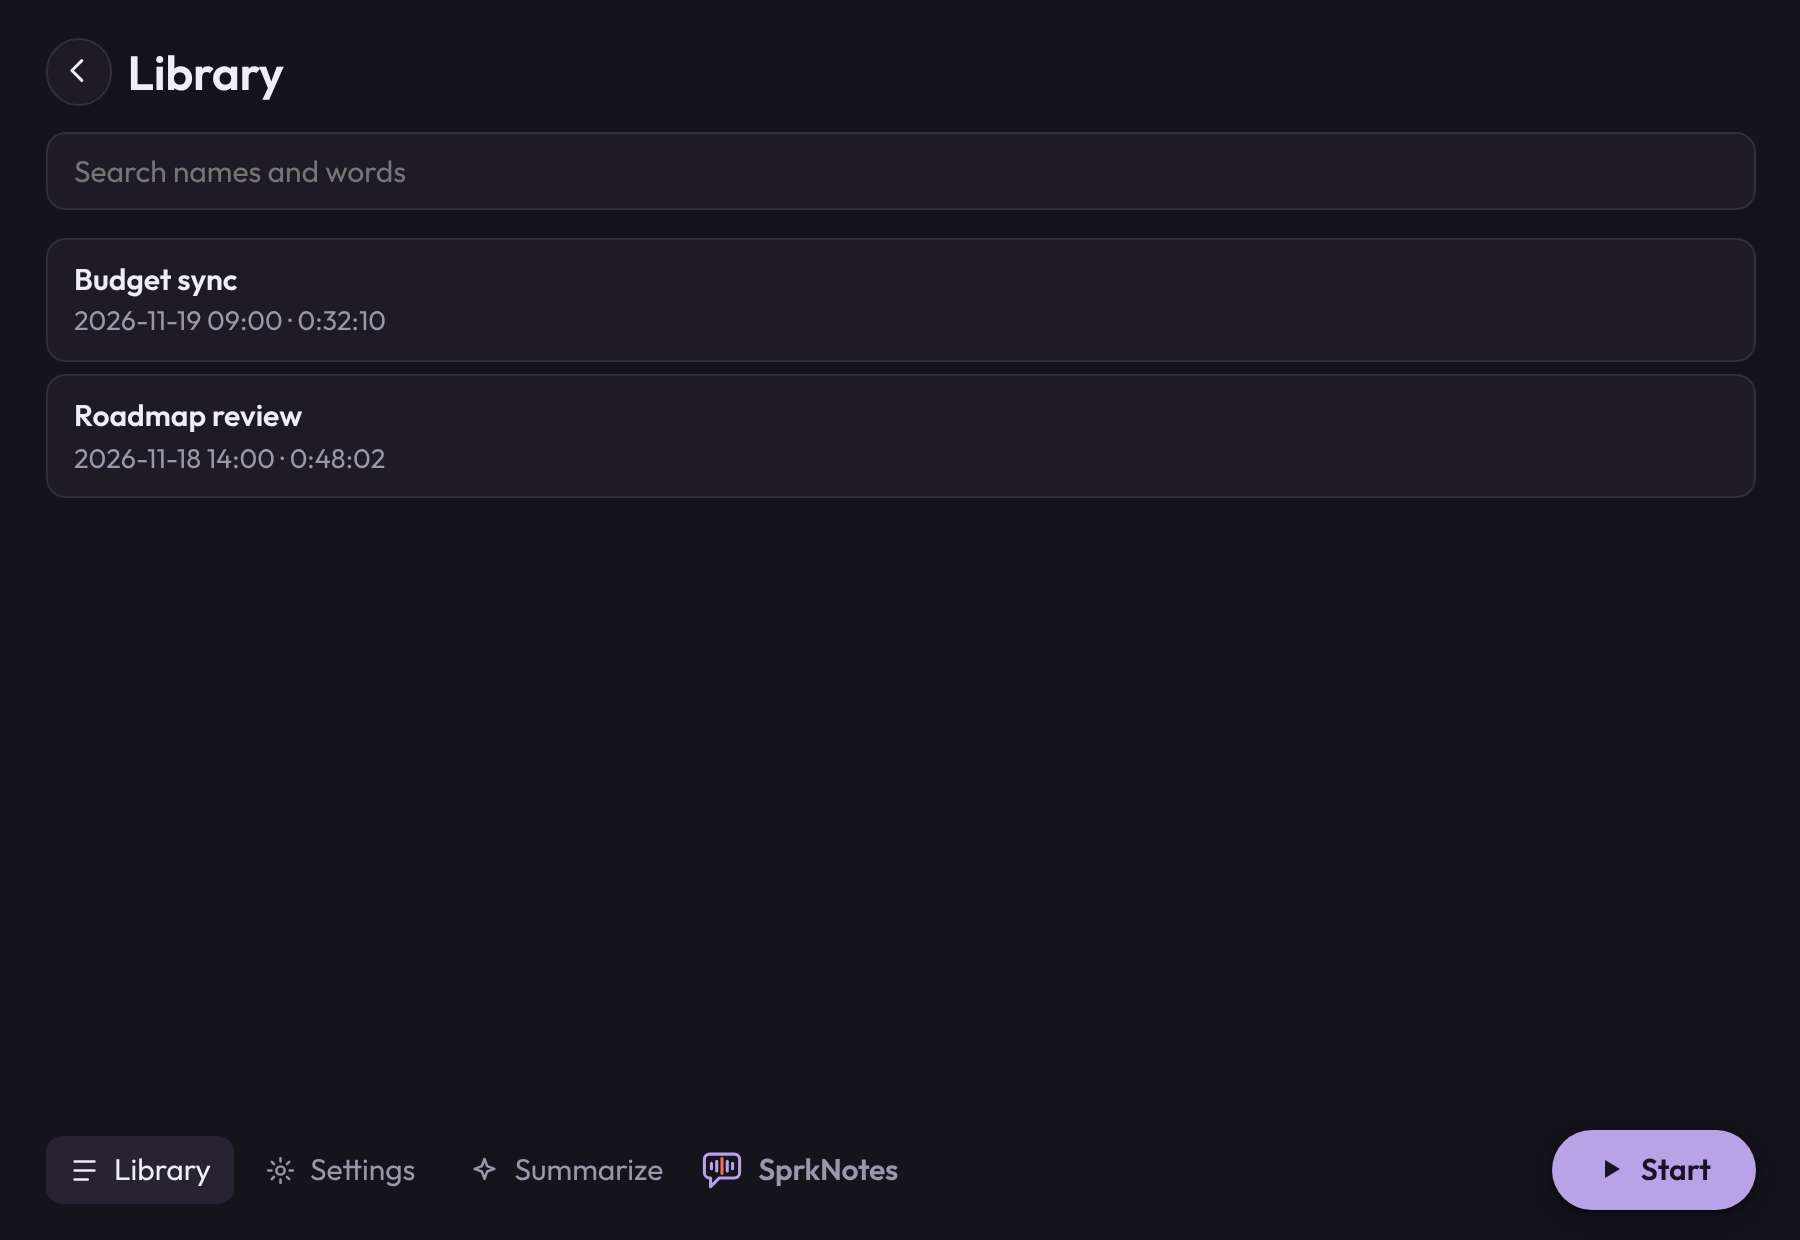 Library
Search names and words
Budget sync
2026-11-19 09:00 · 0:32:10
Roadmap review
2026-11-18 14:00 · 0:48:02
Library
Settings
Summarize
SprkNotes
Start